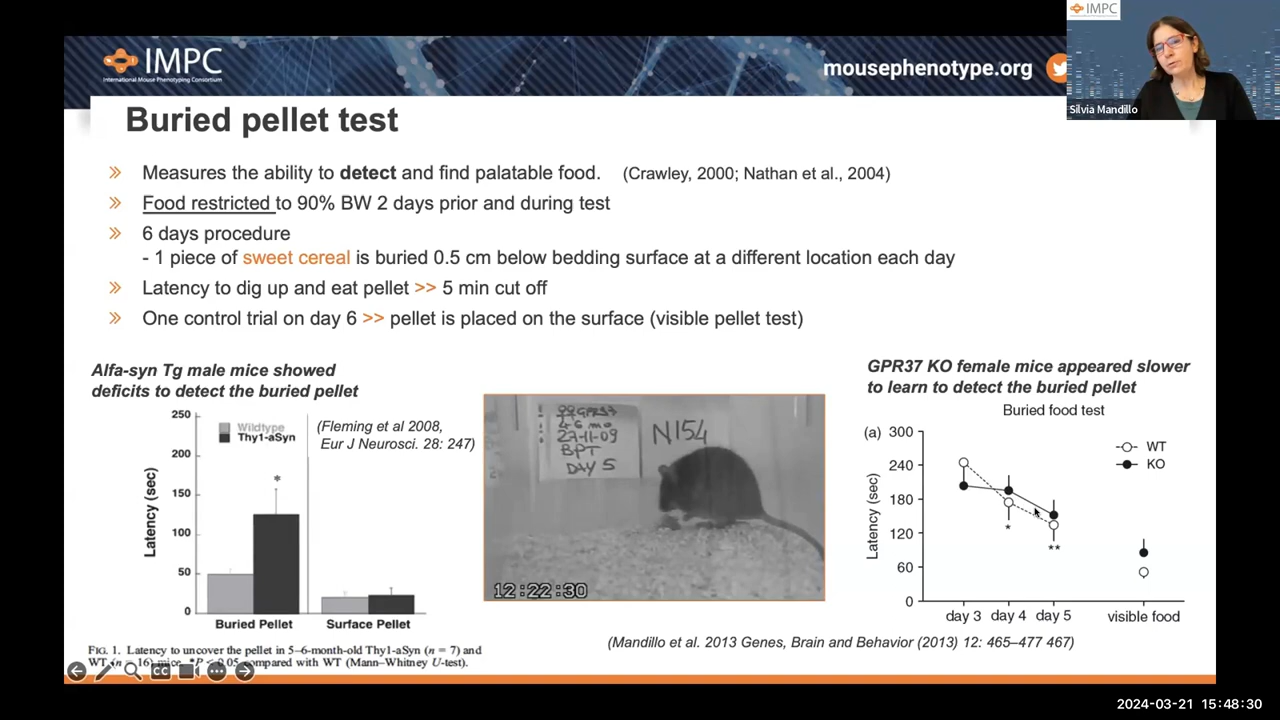 IMPC
International Mouse Phenotyping Consortium
mousephenotype.org
IMPC
Silvia Mandillo
Buried pellet test
Measures the ability to detect and find palatable food. (Crawley, 2000; Nathan et al., 2004)
Food restricted to 90% BW 2 days prior and during test
6 days procedure
- 1 piece of sweet cereal is buried 0.5 cm below bedding surface at a different location each day
Latency to dig up and eat pellet >> 5 min cut off
One control trial on day 6 >> pellet is placed on the surface (visible pellet test)
Alfa-syn Tg male mice showed
deficits to detect the buried pellet
250
200
150
100
50
0
Latency (sec)
Wildtype
Thy1-aSyn
*
Buried Pellet
Surface Pellet
(Fleming et al 2008,
Eur J Neurosci. 28: 247)
FIG. 1. Latency to uncover the pellet in 5–6-month-old Thy1-aSyn (n = 7) and
WT (n = 16) mice. *P < 0.05 compared with WT (Mann–Whitney U-test).
♀♀ GPR37
4-6 mo
27-11-09
BPT
DAY 5
N154
12:22:30
GPR37 KO female mice appeared slower
to learn to detect the buried pellet
Buried food test
(a)
300
240
180
120
60
0
Latency (sec)
WT
KO
*
**
day 3
day 4
day 5
visible food
(Mandillo et al. 2013 Genes, Brain and Behavior (2013) 12: 465–477 467)
CC
2024-03-21 15:48:30